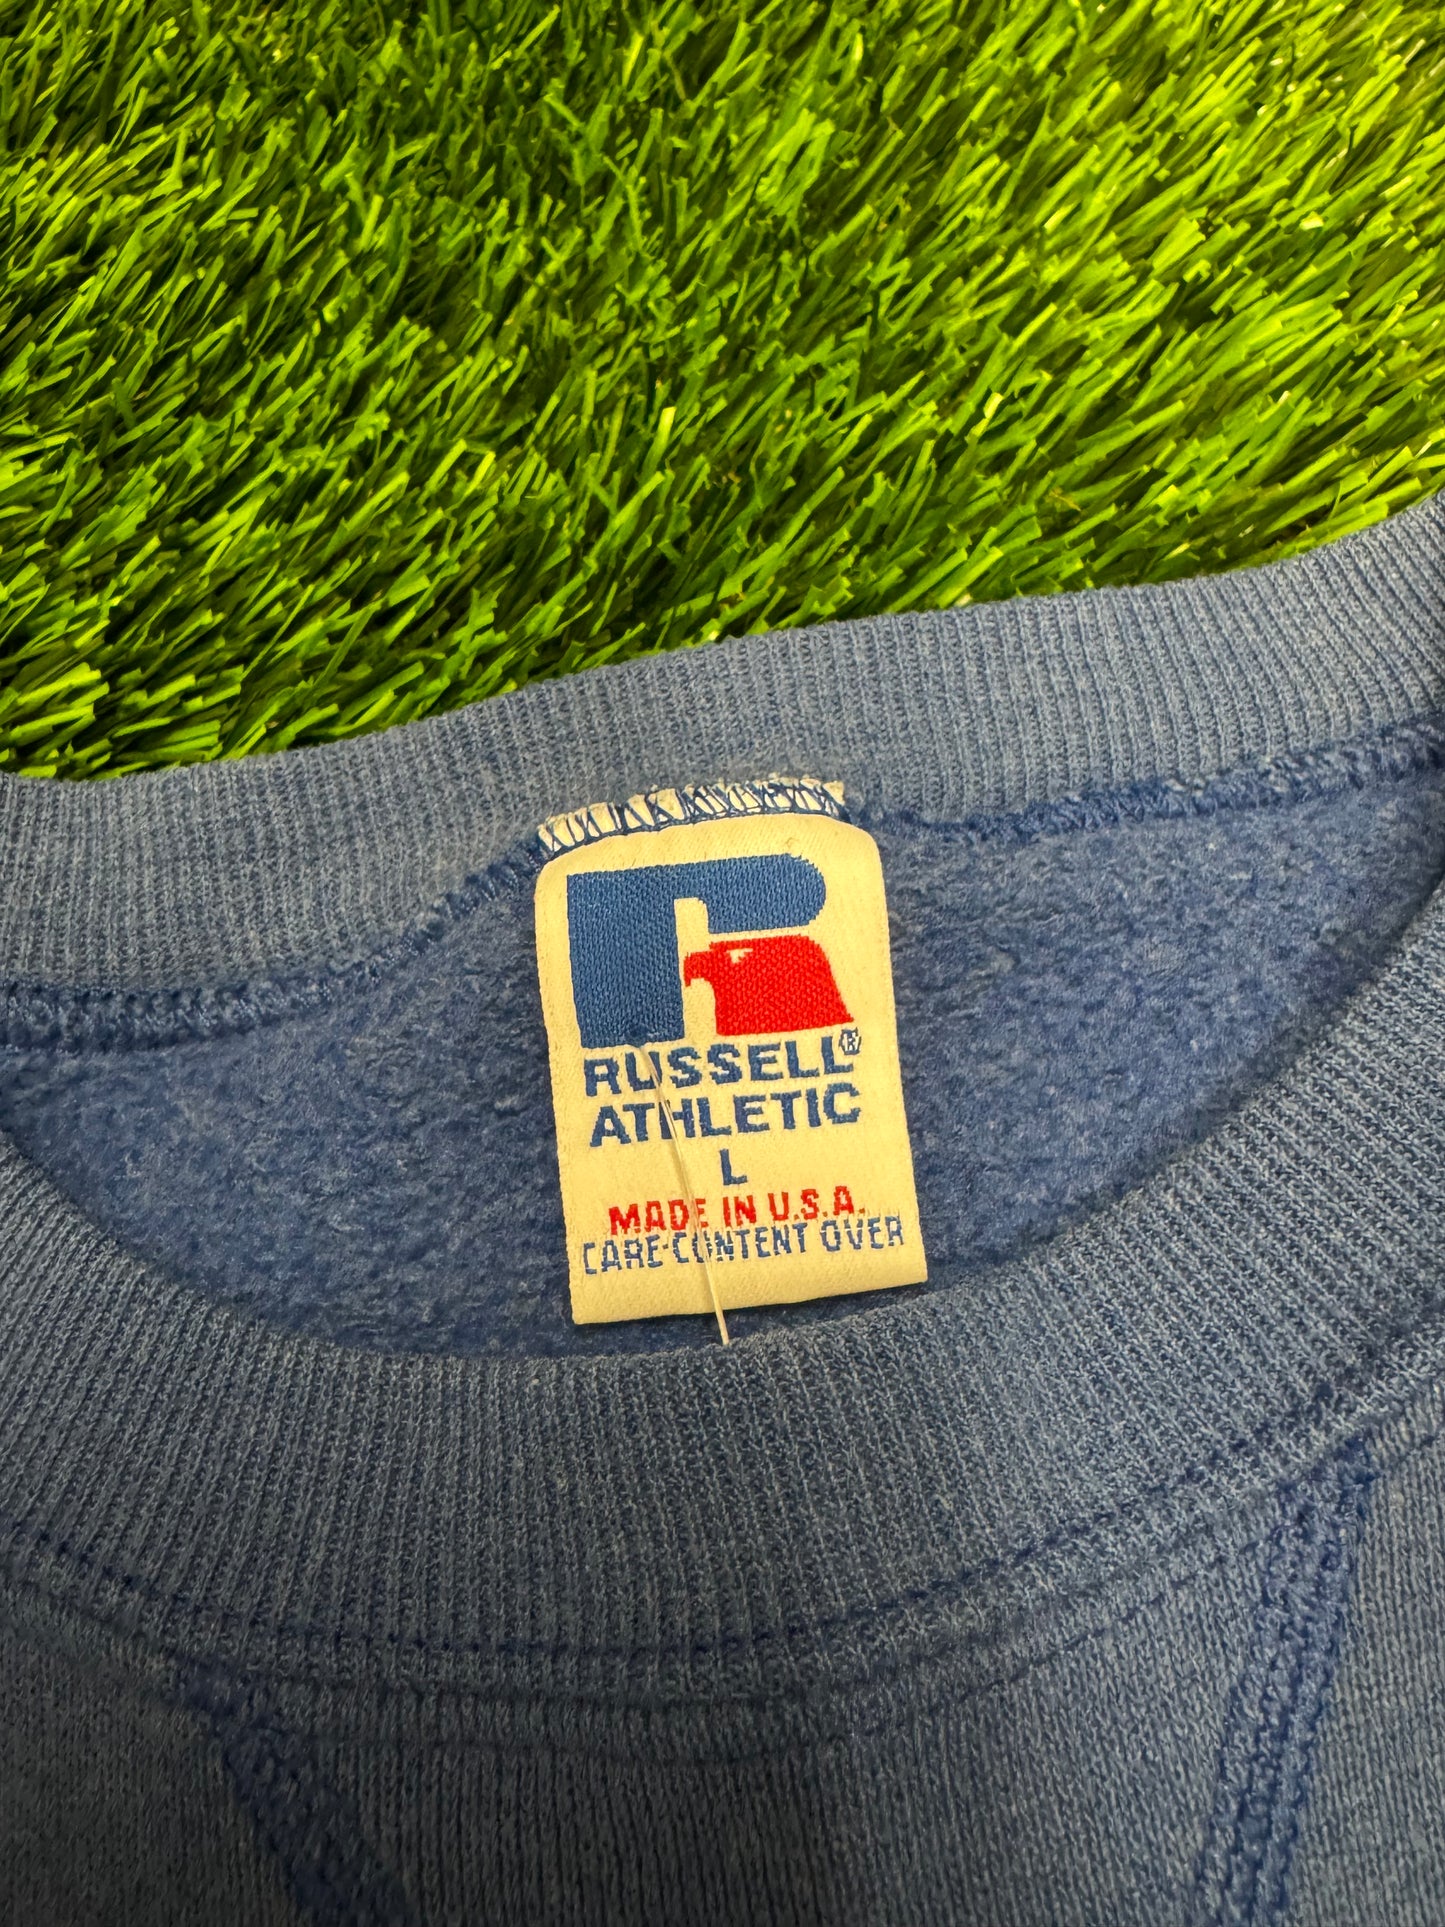 RUSSELL®
ATHLETIC
L
MADE IN U.S.A.
CARE-CONTENT OVER